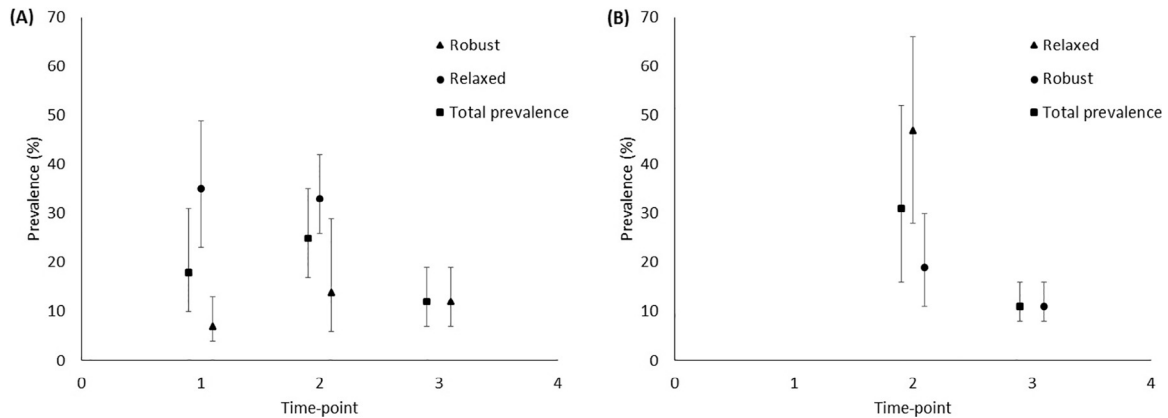 (A)
70
60
50
40
30
20
10
0
Prevalence (%)
▲ Robust
● Relaxed
■ Total prevalence
0 1 2 3 4
Time-point
(B)
70
60
50
40
30
20
10
0
Prevalence (%)
▲ Relaxed
● Robust
■ Total prevalence
0 1 2 3 4
Time-point